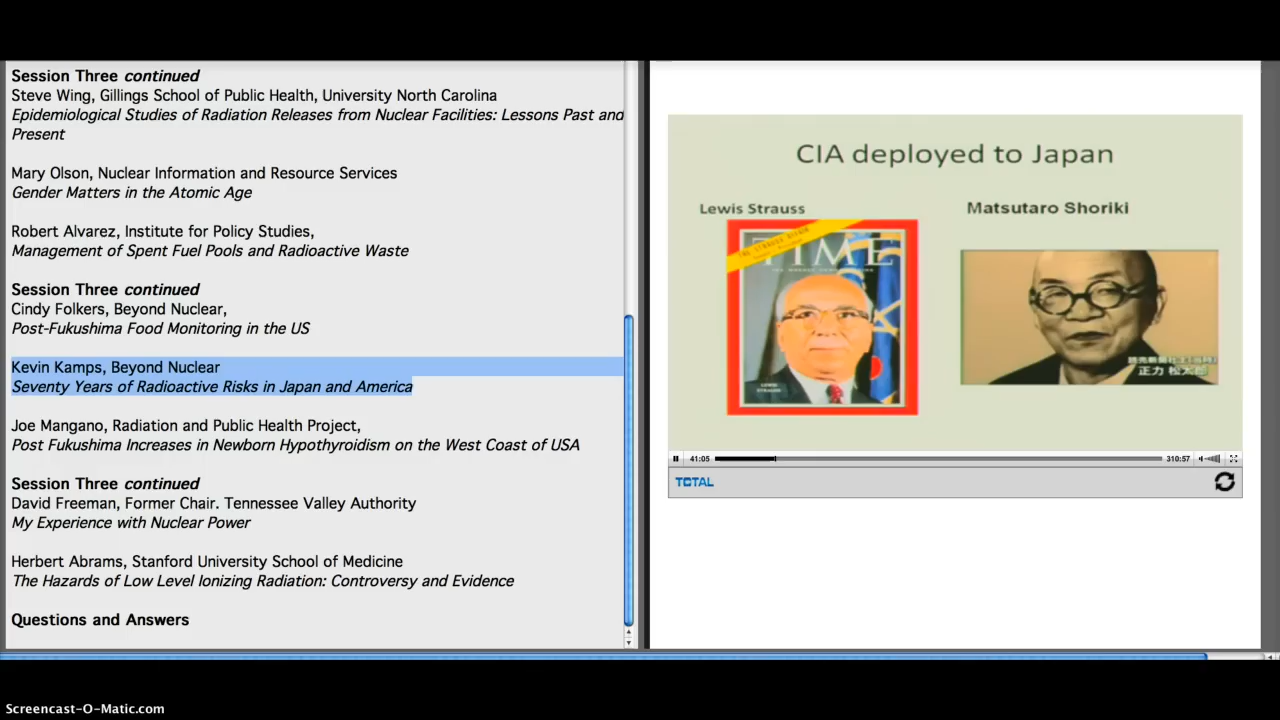 Session Three continued
Steve Wing, Gillings School of Public Health, University North Carolina
Epidemiological Studies of Radiation Releases from Nuclear Facilities: Lessons Past and
Present
Mary Olson, Nuclear Information and Resource Services
Gender Matters in the Atomic Age
Robert Alvarez, Institute for Policy Studies,
Management of Spent Fuel Pools and Radioactive Waste
Session Three continued
Cindy Folkers, Beyond Nuclear,
Post-Fukushima Food Monitoring in the US
Kevin Kamps, Beyond Nuclear
Seventy Years of Radioactive Risks in Japan and America
Joe Mangano, Radiation and Public Health Project,
Post Fukushima Increases in Newborn Hypothyroidism on the West Coast of USA
Session Three continued
David Freeman, Former Chair. Tennessee Valley Authority
My Experience with Nuclear Power
Herbert Abrams, Stanford University School of Medicine
The Hazards of Low Level Ionizing Radiation: Controversy and Evidence
Questions and Answers
CIA deployed to Japan
Lewis Strauss
Matsutaro Shoriki
THE STRAUSS AFFAIR
TIME
LEWIS
STRAUSS
正力 松太郎
41:05
310:57
TOTAL
Screencast-O-Matic.com